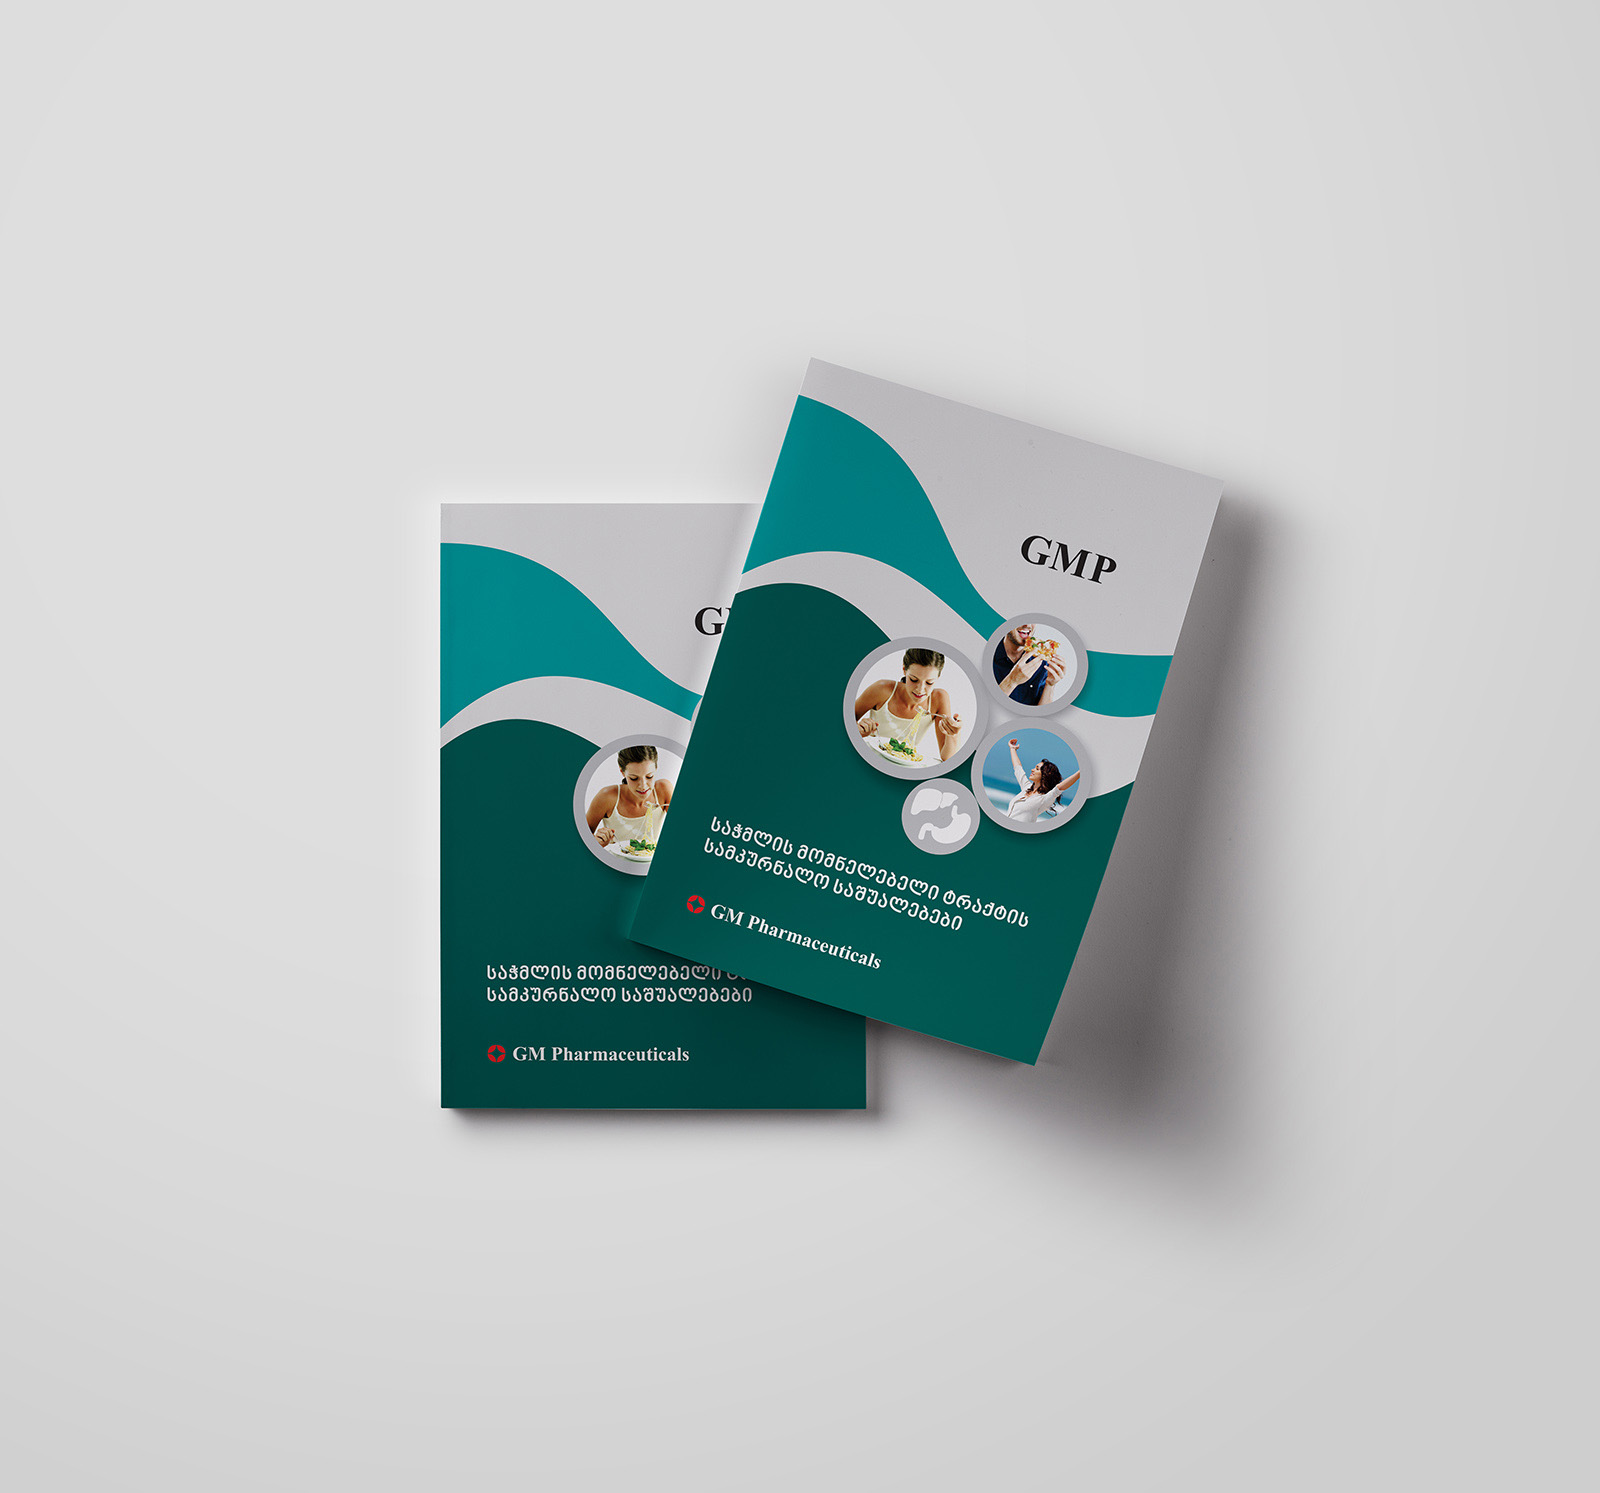 GMP
საჭმლის მომნელებელი ტრაქტის
სამკურნალო საშუალებები
GM Pharmaceuticals
საჭმლის მომნელებელი
სამკურნალო საშუალებები
GM Pharmaceuticals